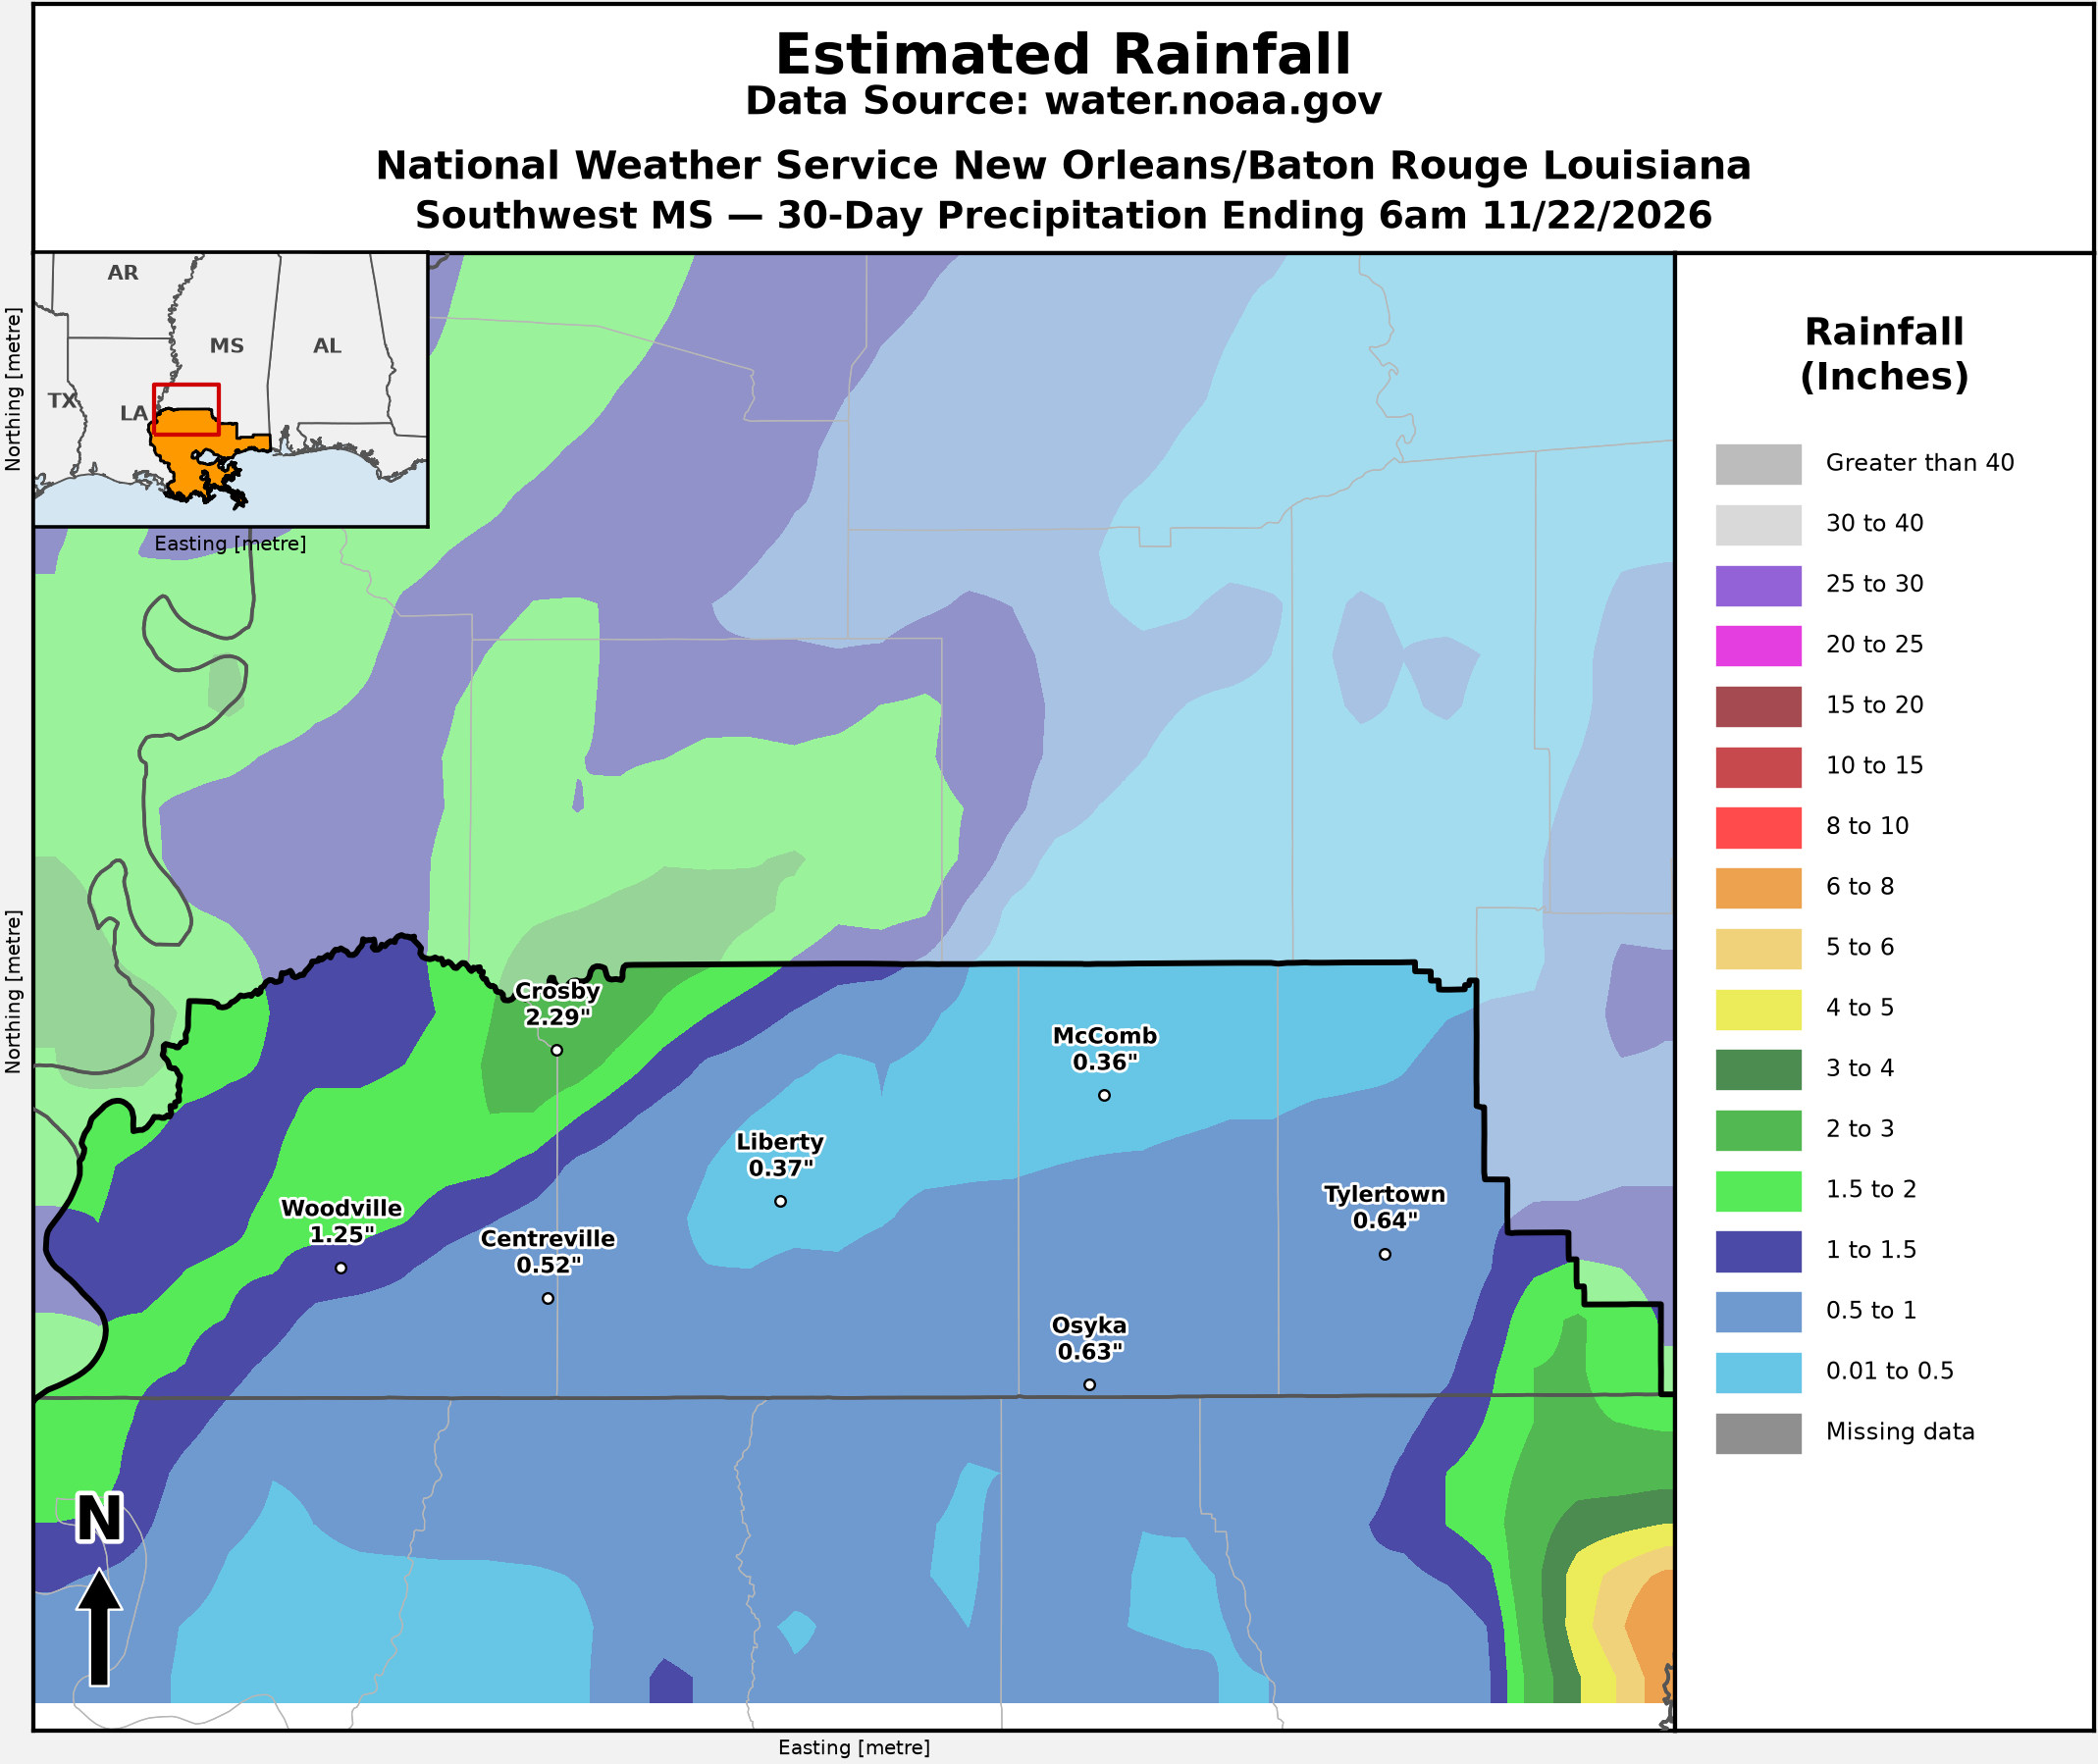 Estimated Rainfall
Data Source: water.noaa.gov
National Weather Service New Orleans/Baton Rouge Louisiana
Southwest MS — 30-Day Precipitation Ending 6am 11/22/2026
AR
MS
AL
TX
LA
Northing [metre]
Easting [metre]
Northing [metre]
Crosby
2.29"
McComb
0.36"
Liberty
0.37"
Woodville
1.25"
Centreville
0.52"
Tylertown
0.64"
Osyka
0.63"
N
Easting [metre]
Rainfall
(Inches)
Greater than 40
30 to 40
25 to 30
20 to 25
15 to 20
10 to 15
8 to 10
6 to 8
5 to 6
4 to 5
3 to 4
2 to 3
1.5 to 2
1 to 1.5
0.5 to 1
0.01 to 0.5
Missing data